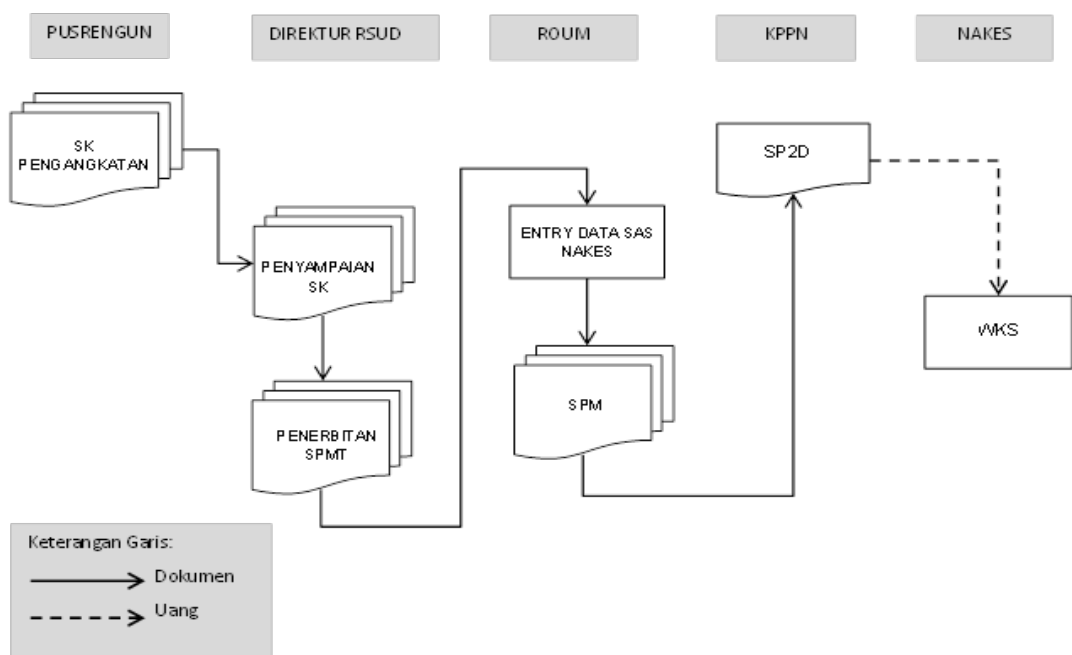 PUSRENGUN
DIREKTUR RSUD
ROUM
KPPN
NAKES
SK
PENGANGKATAN
PENYAMPAIAN
SK
PENERBITAN
SPMT
ENTRY DATA SAS
NAKES
SPM
SP2D
WKS
Keterangan Garis:
Dokumen
Uang